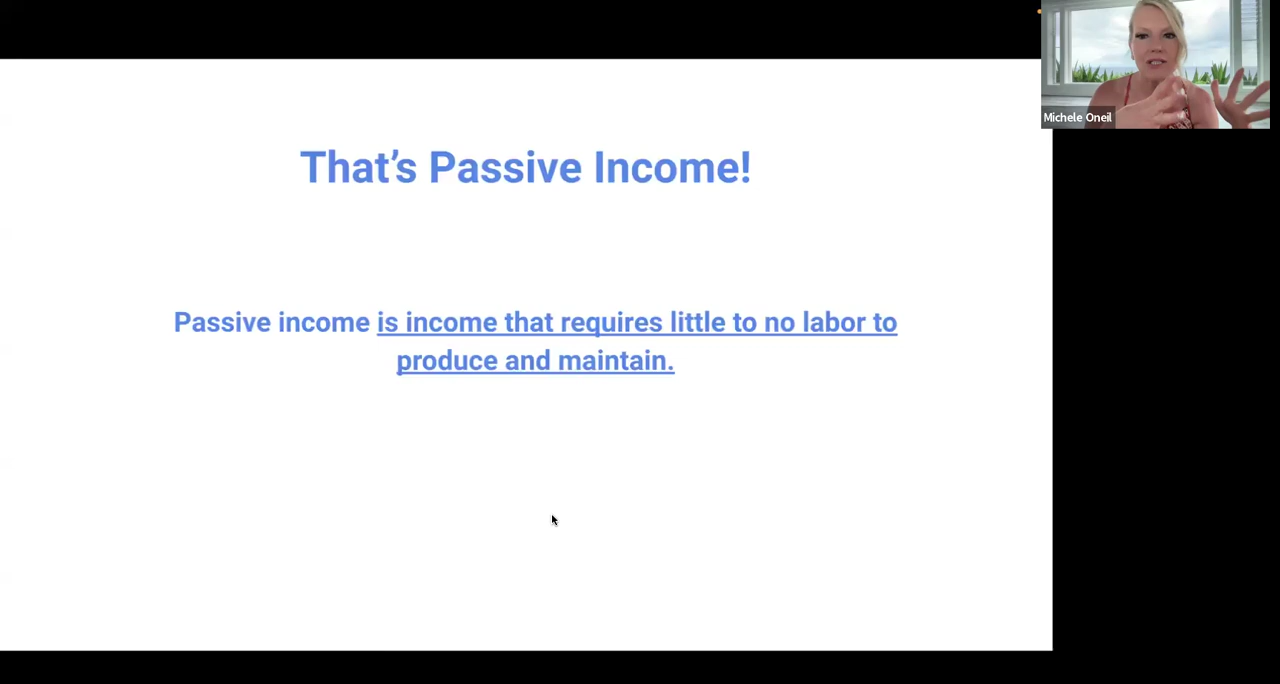 Michele Oneil
That’s Passive Income!
Passive income is income that requires little to no labor to
produce and maintain.